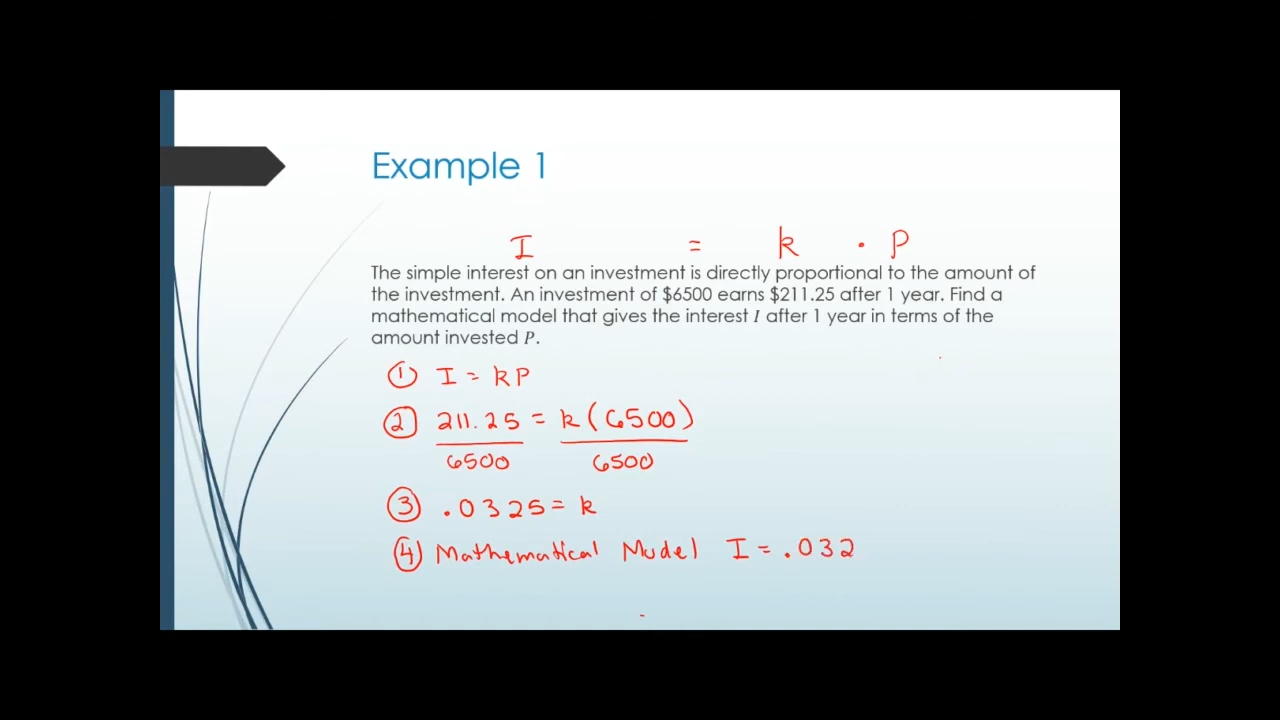 Example 1
I = k · P
The simple interest on an investment is directly proportional to the amount of
the investment. An investment of $6500 earns $211.25 after 1 year. Find a
mathematical model that gives the interest I after 1 year in terms of the
amount invested P.
① I = kP
② 211.25 = k(6500)
6500 6500
③ .0325 = k
④ Mathematical Model I = .032